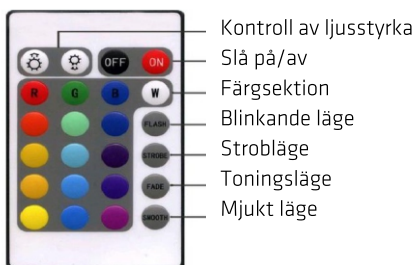 Kontroll av ljusstyrka
OFF ON
Slå på/av
R G B W
Färgsektion
FLASH
Blinkande läge
STROBE
Strobläge
FADE
Toningsläge
SMOOTH
Mjukt läge